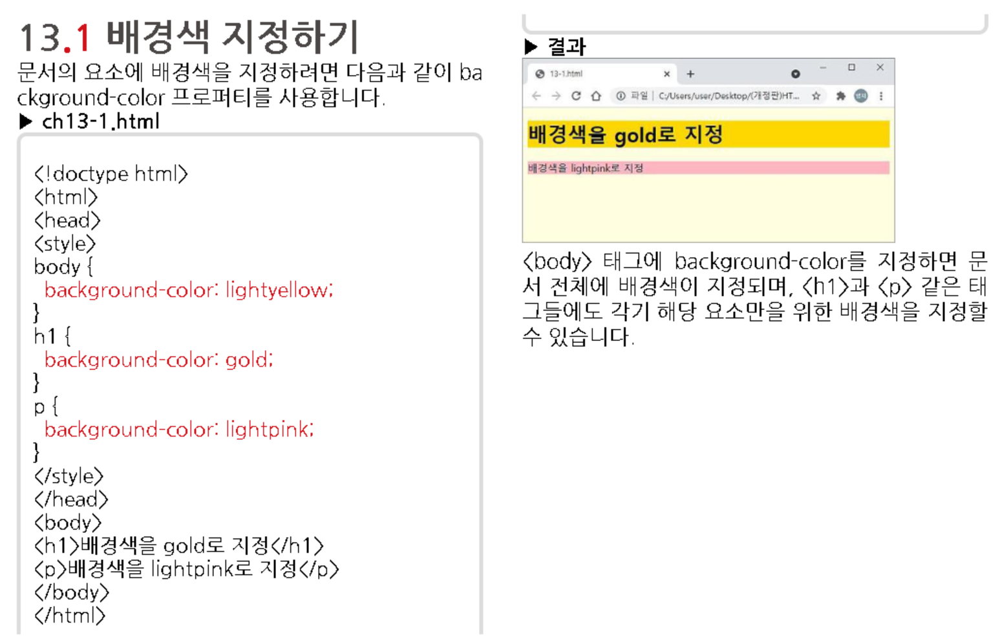 13.1 배경색 지정하기
문서의 요소에 배경색을 지정하려면 다음과 같이 ba
ckground-color 프로퍼티를 사용합니다.
▶ ch13-1.html
<!doctype html>
<html>
<head>
<style>
body {
background-color: lightyellow;
}
h1 {
background-color: gold;
}
p {
background-color: lightpink;
}
</style>
</head>
<body>
<h1>배경색을 gold로 지정</h1>
<p>배경색을 lightpink로 지정</p>
</body>
</html>
▶ 결과
13-1.html
파일 | C:/Users/user/Desktop/(개정판)HT...
배경색을 gold로 지정
배경색을 lightpink로 지정
<body> 태그에 background-color를 지정하면 문
서 전체에 배경색이 지정되며, <h1>과 <p> 같은 태
그들에도 각기 해당 요소만을 위한 배경색을 지정할
수 있습니다.